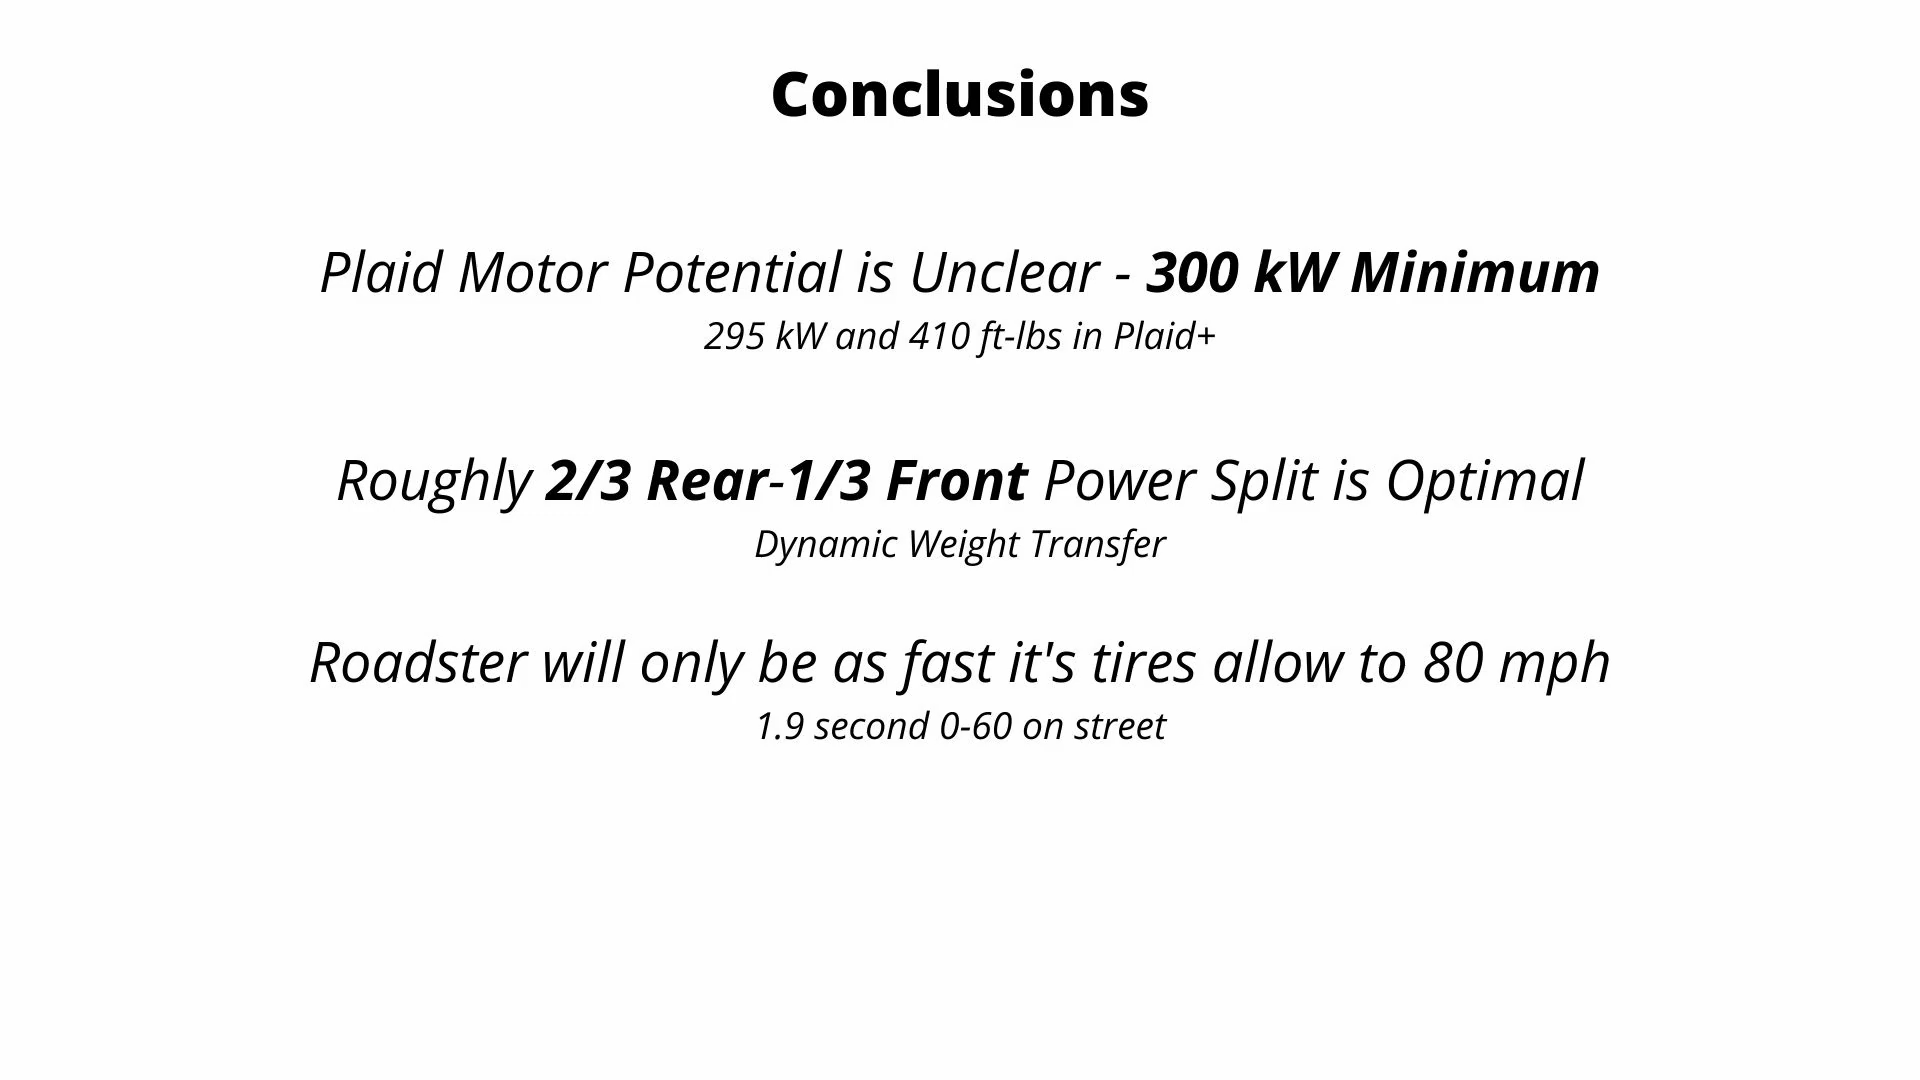 Conclusions
Plaid Motor Potential is Unclear - 300 kW Minimum
295 kW and 410 ft-lbs in Plaid+
Roughly 2/3 Rear-1/3 Front Power Split is Optimal
Dynamic Weight Transfer
Roadster will only be as fast it's tires allow to 80 mph
1.9 second 0-60 on street